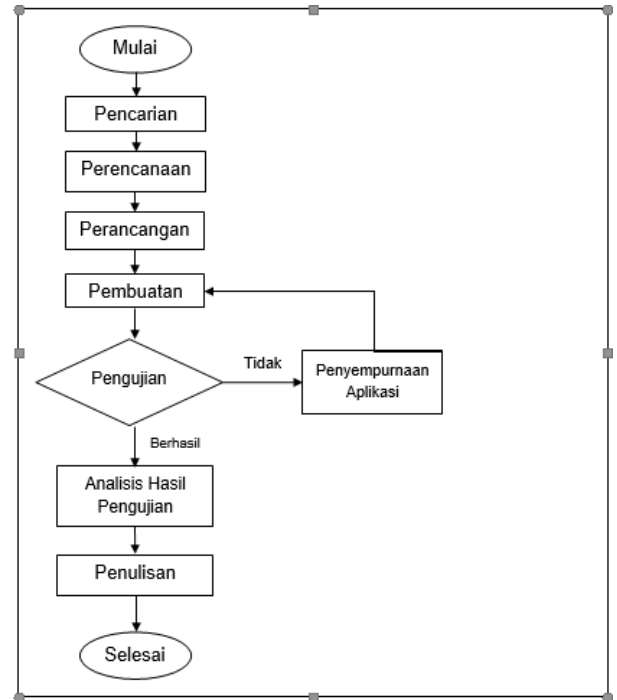 Mulai
Pencarian
Perencanaan
Perancangan
Pembuatan
Pengujian
Tidak
Penyempurnaan
Aplikasi
Berhasil
Analisis Hasil
Pengujian
Penulisan
Selesai